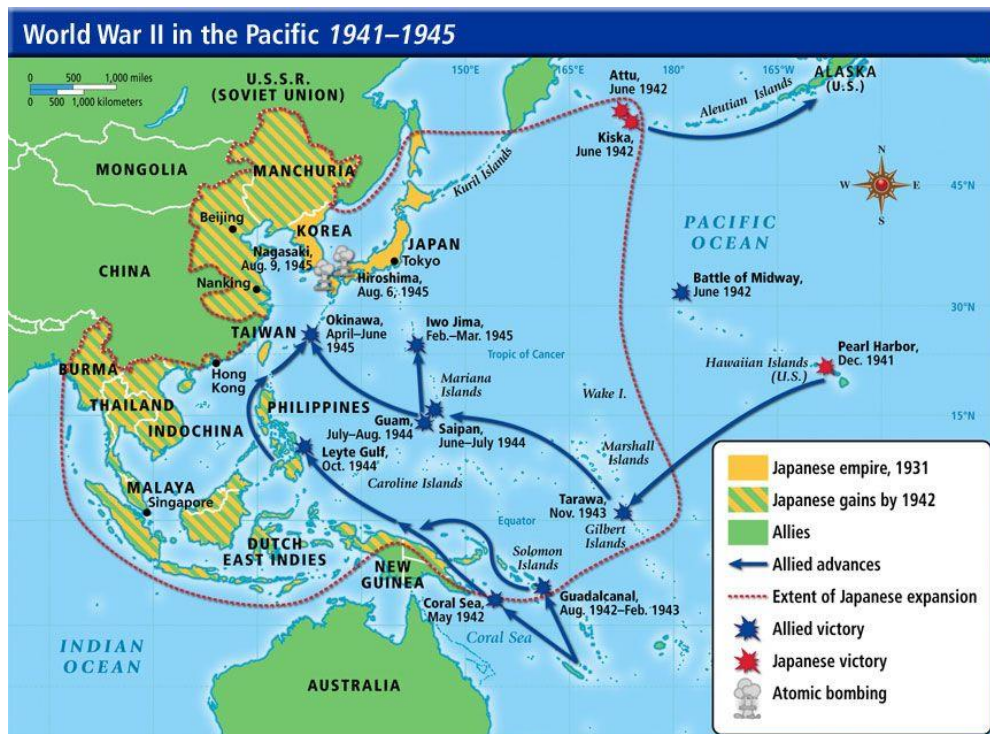 World War II in the Pacific 1941–1945
0 500 1,000 miles
0 500 1,000 kilometers
150°E
165°E
180°
165°W
U.S.S.R.
(SOVIET UNION)
Attu,
June 1942
ALASKA
(U.S.)
Aleutian Islands
Kiska,
June 1942
MONGOLIA
MANCHURIA
Kuril Islands
N
W
E
S
45°N
Beijing
KOREA
PACIFIC
OCEAN
JAPAN
Tokyo
Nagasaki,
Aug. 9, 1945
CHINA
Hiroshima,
Aug. 6, 1945
Nanking
Battle of Midway,
June 1942
30°N
TAIWAN
Okinawa,
April–June
1945
Iwo Jima,
Feb.–Mar. 1945
Tropic of Cancer
Pearl Harbor,
Dec. 1941
Hawaiian Islands
(U.S.)
BURMA
Hong
Kong
Mariana
Islands
Wake I.
THAILAND
PHILIPPINES
INDOCHINA
Guam,
July–Aug. 1944
Saipan,
June–July 1944
15°N
Leyte Gulf,
Oct. 1944
Marshall
Islands
Caroline Islands
MALAYA
Singapore
Tarawa,
Nov. 1943
Gilbert
Islands
Equator
DUTCH
EAST INDIES
NEW
GUINEA
Solomon
Islands
Guadalcanal,
Aug. 1942–Feb. 1943
Coral Sea,
May 1942
Coral Sea
INDIAN
OCEAN
AUSTRALIA
Japanese empire, 1931
Japanese gains by 1942
Allies
Allied advances
Extent of Japanese expansion
Allied victory
Japanese victory
Atomic bombing